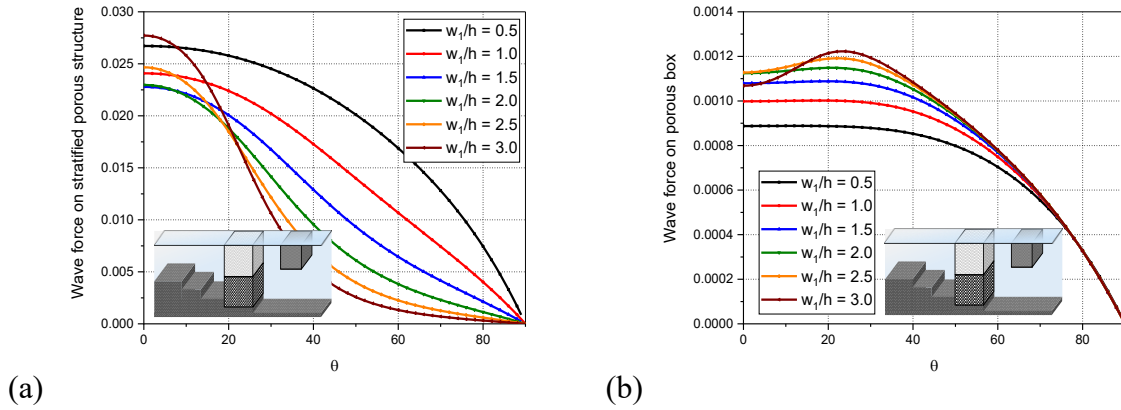 0.030
0.025
0.020
0.015
0.010
0.005
0.000
Wave force on stratified porous structure
w1/h = 0.5
w1/h = 1.0
w1/h = 1.5
w1/h = 2.0
w1/h = 2.5
w1/h = 3.0
0 20 40 60 80
θ
(a)
0.0014
0.0012
0.0010
0.0008
0.0006
0.0004
0.0002
0.0000
Wave force on porous box
w1/h = 0.5
w1/h = 1.0
w1/h = 1.5
w1/h = 2.0
w1/h = 2.5
w1/h = 3.0
0 20 40 60 80
θ
(b)